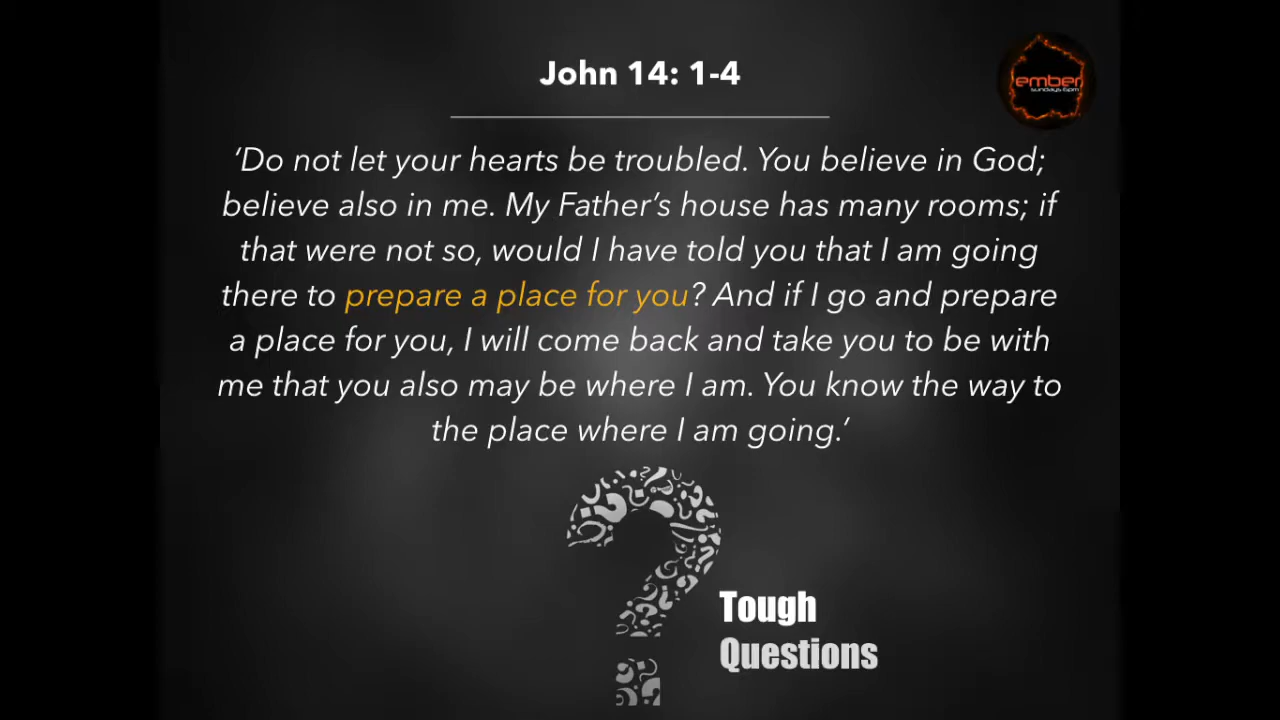 John 14: 1-4
ember
sundays 6pm
‘Do not let your hearts be troubled. You believe in God;
believe also in me. My Father’s house has many rooms; if
that were not so, would I have told you that I am going
there to prepare a place for you? And if I go and prepare
a place for you, I will come back and take you to be with
me that you also may be where I am. You know the way to
the place where I am going.’
Tough
Questions